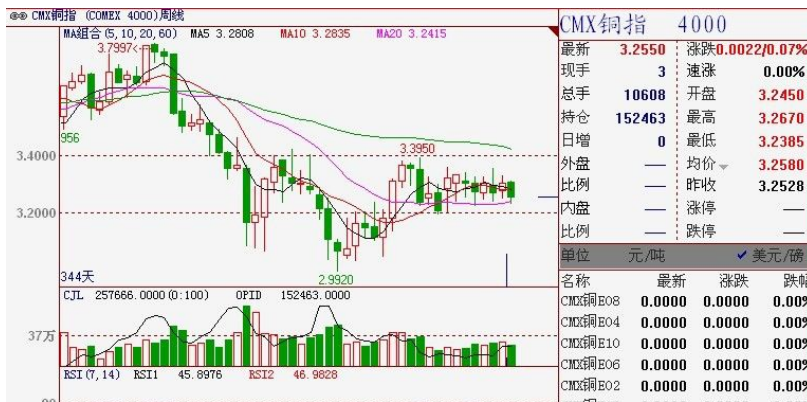 CMX铜指 (COMEX 4000)周线
MA组合(5,10,20,60) MA5 3.2808 MA10 3.2835 MA20 3.2415
3.7997
956
3.3950
3.4000
3.2000
344天
2.9920
CJL 257666.0000(0:100) OPID 152463.0000
37万
RSI(7,14) RSI1 45.8976 RSI2 46.9828
CMX铜指 4000
最新 3.2550 涨跌 0.0022/0.07%
现手 3 速涨 0.00%
总手 10608 开盘 3.2450
持仓 152463 最高 3.2670
日增 0 最低 3.2385
外盘 — 均价 3.2580
比例 — 昨收 3.2528
内盘 — 涨停 —
比例 — 跌停 —
单位 元/吨 ✓ 美元/磅
名称 最新 涨跌 跌幅
CMX铜E08 0.0000 0.0000 0.00%
CMX铜E04 0.0000 0.0000 0.00%
CMX铜E10 0.0000 0.0000 0.00%
CMX铜E06 0.0000 0.0000 0.00%
CMX铜E02 0.0000 0.0000 0.00%